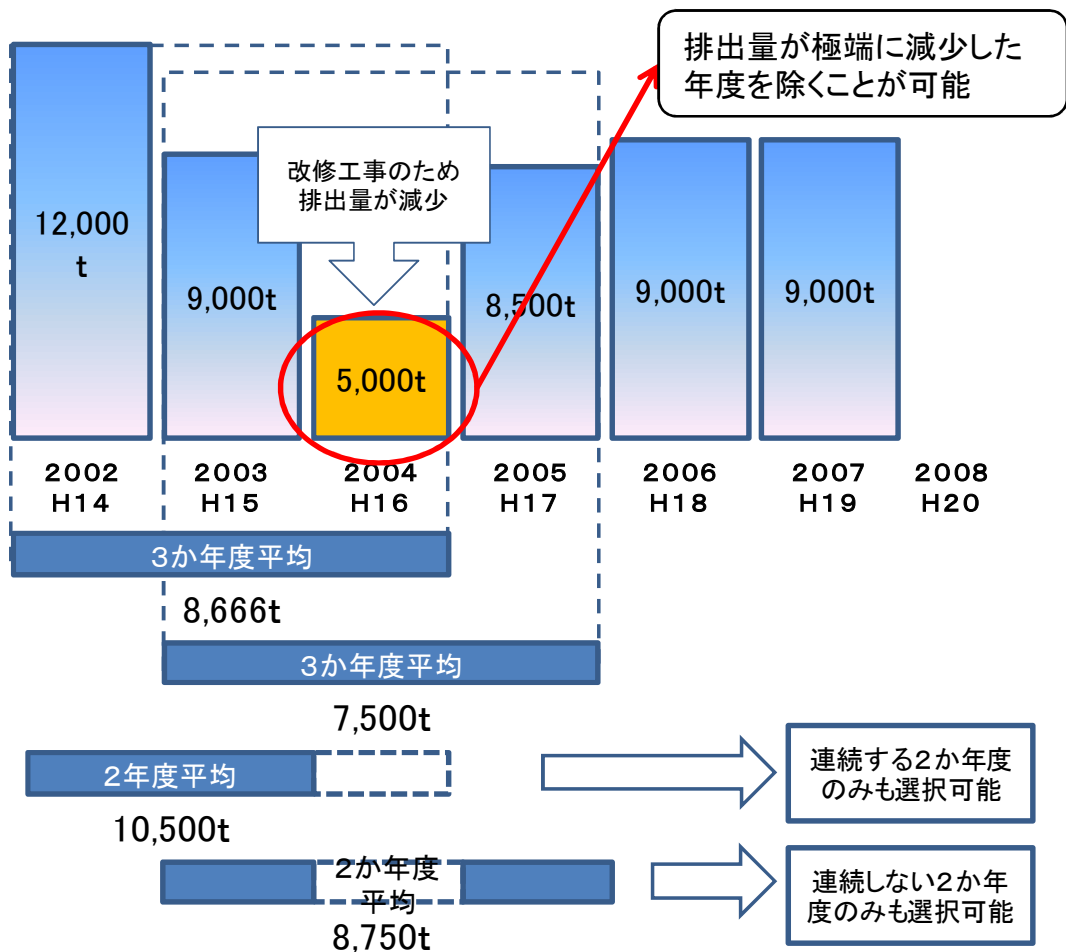 排出量が極端に減少した
年度を除くことが可能
改修工事のため
排出量が減少
12,000
t
9,000t
5,000t
8,500t
9,000t
9,000t
2002
H14
2003
H15
2004
H16
2005
H17
2006
H18
2007
H19
2008
H20
3か年度平均
8,666t
3か年度平均
7,500t
2年度平均
10,500t
連続する2か年度
のみも選択可能
2か年度
平均
8,750t
連続しない2か年
度のみも選択可能